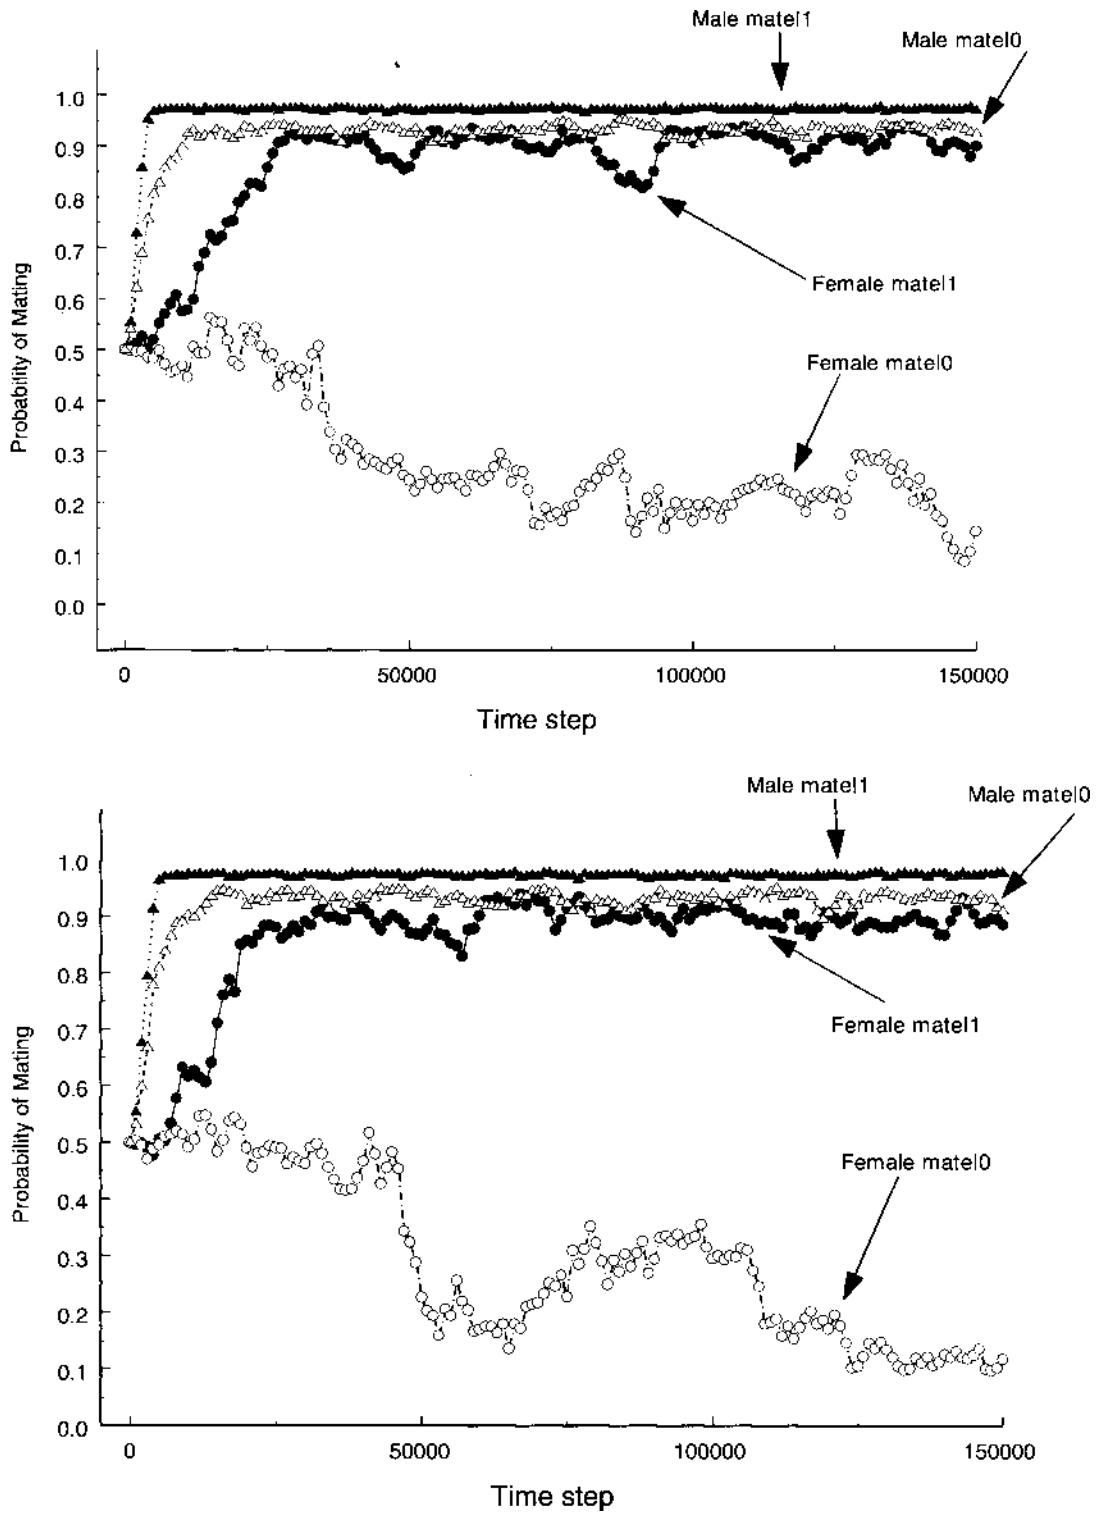 Male matel1
Male matel0
1.0
0.9
0.8
0.7
0.6
0.5
0.4
0.3
0.2
0.1
0.0
Probability of Mating
Female matel1
Female matel0
0
50000
100000
150000
Time step
Male matel1
Male matel0
1.0
0.9
0.8
0.7
0.6
0.5
0.4
0.3
0.2
0.1
0.0
Probability of Mating
Female matel1
Female matel0
0
50000
100000
150000
Time step